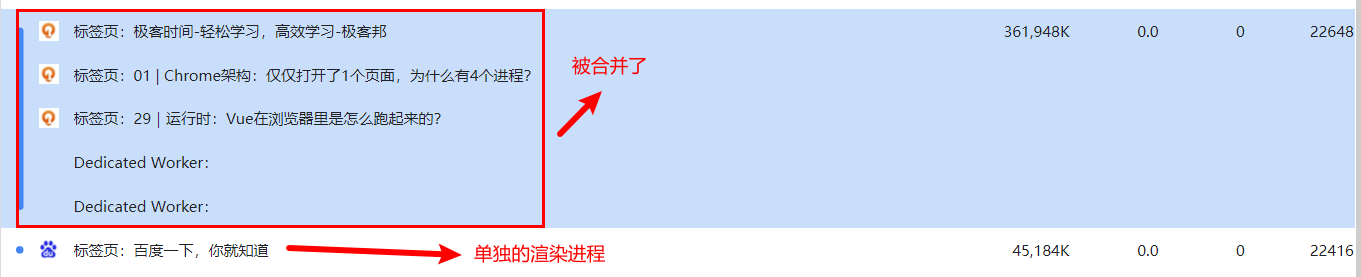 标签页：极客时间-轻松学习，高效学习-极客邦 361,948K 0.0 0 22648
标签页：01 | Chrome架构：仅仅打开了1个页面，为什么有4个进程？
被合并了
标签页：29 | 运行时：Vue在浏览器里是怎么跑起来的？
Dedicated Worker:
Dedicated Worker:
标签页：百度一下，你就知道 单独的渲染进程 45,184K 0.0 0 22416